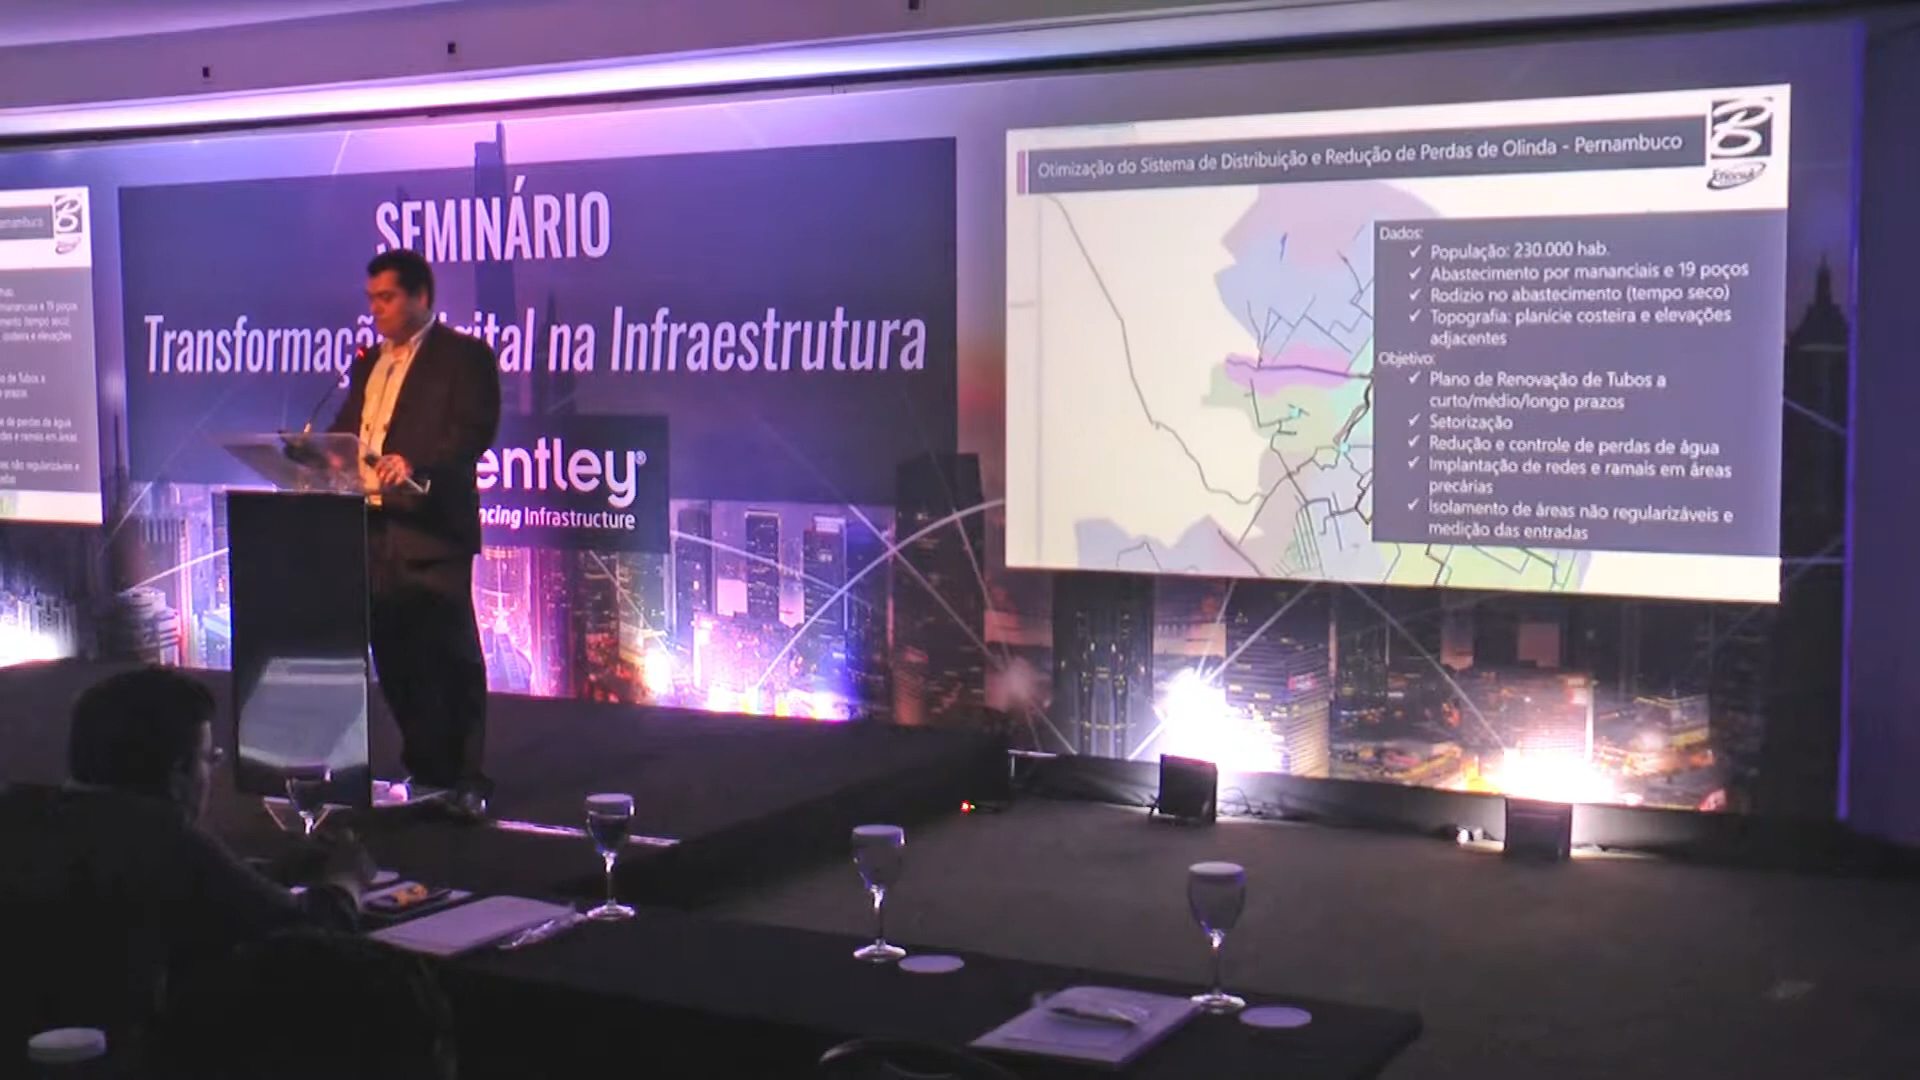 SEMINÁRIO
Transformaçã ital na Infraestrutura
entley®
ncing Infrastructure
Otimização do Sistema de Distribuição e Redução de Perdas de Olinda - Pernambuco
Dados:
✓ População: 230.000 hab.
✓ Abastecimento por mananciais e 19 poços
✓ Rodizio no abastecimento (tempo seco)
✓ Topografia: planície costeira e elevações
adjacentes
Objetivo:
✓ Plano de Renovação de Tubos a
curto/médio/longo prazos
✓ Setorização
✓ Redução e controle de perdas de água
✓ Implantação de redes e ramais em áreas
precárias
✓ Isolamento de áreas não regularizáveis e
medição das entradas